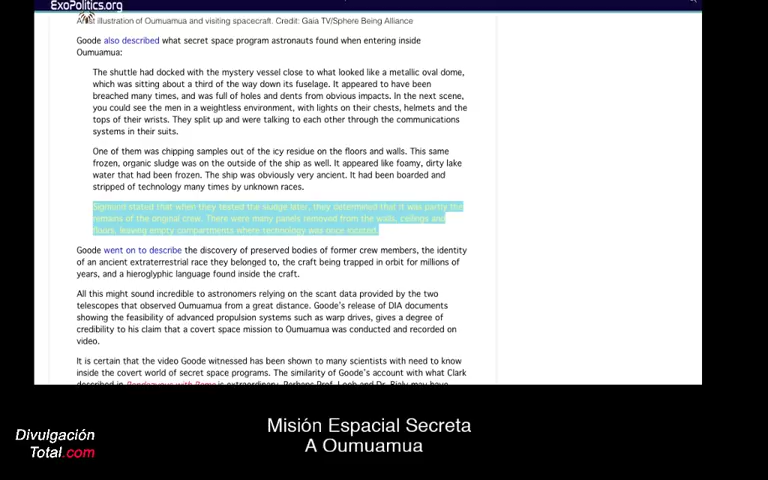 ExoPolitics.org
Artist illustration of Oumuamua and visiting spacecraft. Credit: Gaia TV/Sphere Being Alliance
Goode also described what secret space program astronauts found when entering inside
Oumuamua:
The shuttle had docked with the mystery vessel close to what looked like a metallic oval dome,
which was sitting about a third of the way down its fuselage. It appeared to have been
breached many times, and was full of holes and dents from obvious impacts. In the next scene,
you could see the men in a weightless environment, with lights on their chests, helmets and the
tops of their wrists. They split up and were talking to each other through the communications
systems in their suits.
One of them was chipping samples out of the icy residue on the floors and walls. This same
frozen, organic sludge was on the outside of the ship as well. It appeared like foamy, dirty lake
water that had been frozen. The ship was obviously very ancient. It had been boarded and
stripped of technology many times by unknown races.
Sigmund stated that when they tested the sludge later, they determined that it was partly the
remains of the original crew. There were many panels removed from the walls, ceilings and
floors, leaving empty compartments where technology was once located.
Goode went on to describe the discovery of preserved bodies of former crew members, the identity
of an ancient extraterrestrial race they belonged to, the craft being trapped in orbit for millions of
years, and a hieroglyphic language found inside the craft.
All this might sound incredible to astronomers relying on the scant data provided by the two
telescopes that observed Oumuamua from a great distance. Goode's release of DIA documents
showing the feasibility of advanced propulsion systems such as warp drives, gives a degree of
credibility to his claim that a covert space mission to Oumuamua was conducted and recorded on
video.
It is certain that the video Goode witnessed has been shown to many scientists with need to know
inside the covert world of secret space programs. The similarity of Goode's account with what Clark
described in Rendezvous with Rama is extraordinary. Perhaps Prof. Loeb and Dr. Bialy may have
Misión Espacial Secreta
A Oumuamua
Divulgación
Total.com